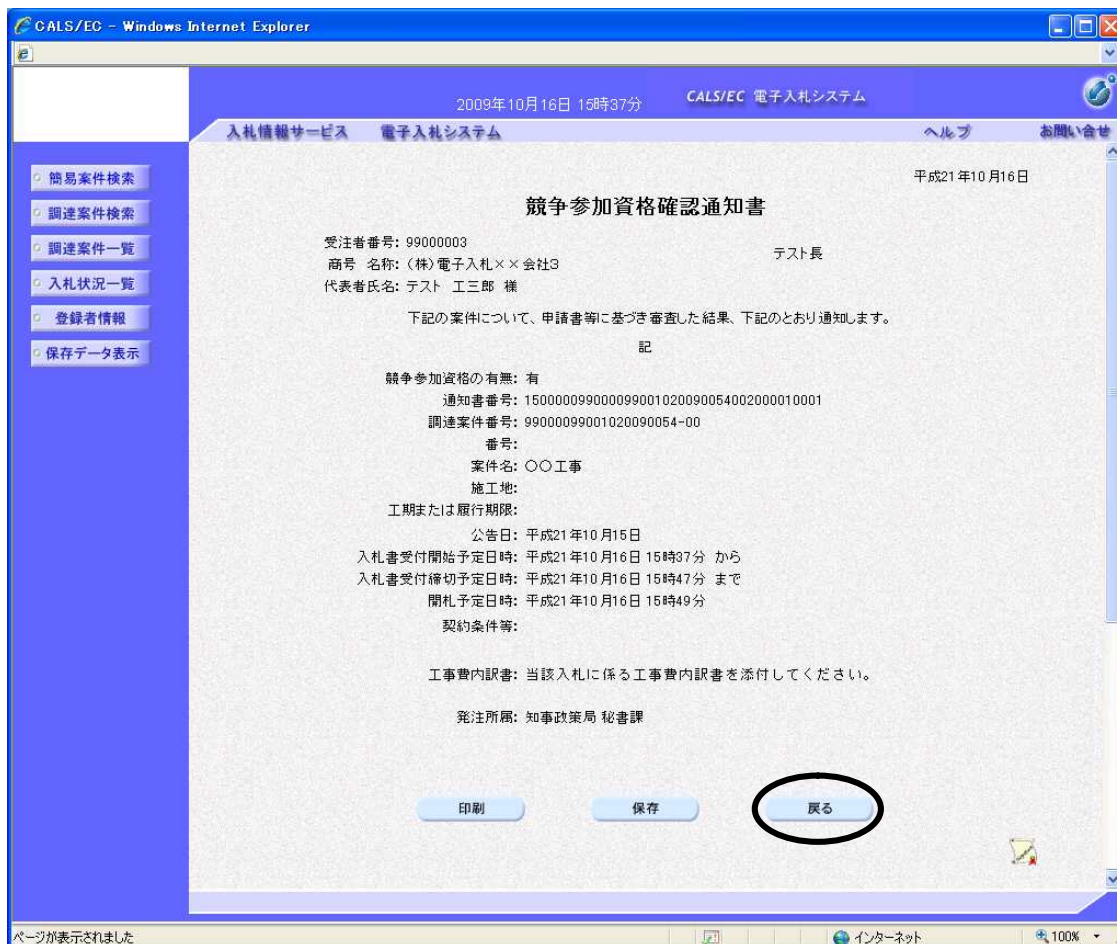 CALS/EC - Windows Internet Explorer
2009年10月16日 15時37分 CALS/EC 電子入札システム
入札情報サービス 電子入札システム ヘルプ お問い合せ
簡易案件検索
調達案件検索
調達案件一覧
入札状況一覧
登録者情報
保存データ表示
平成21年10月16日
競争参加資格確認通知書
受注者番号: 99000003
商号 名称: (株)電子入札××会社3
代表者氏名: テスト 工三郎 様
テスト長
下記の案件について、申請書等に基づき審査した結果、下記のとおり通知します。
記
競争参加資格の有無: 有
通知書番号: 150000099000099001020090054002000010001
調達案件番号: 99000099001020090054-00
番号:
案件名: ○○工事
施工地:
工期または履行期限:
公告日: 平成21年10月15日
入札書受付開始予定日時: 平成21年10月16日 15時37分 から
入札書受付締切予定日時: 平成21年10月16日 15時47分 まで
開札予定日時: 平成21年10月16日 15時49分
契約条件等:
工事費内訳書: 当該入札に係る工事費内訳書を添付してください。
発注所属: 知事政策局 秘書課
印刷 保存 戻る
ページが表示されました インターネット 100%